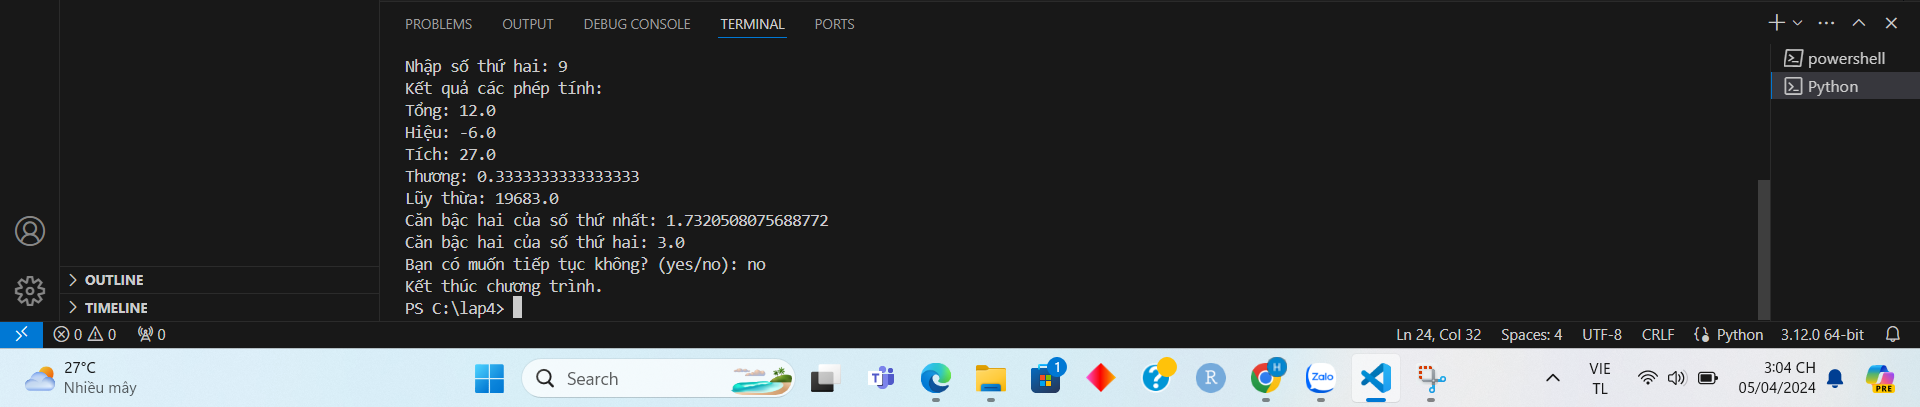 PROBLEMS OUTPUT DEBUG CONSOLE TERMINAL PORTS
Nhập số thứ hai: 9
Kết quả các phép tính:
Tổng: 12.0
Hiệu: -6.0
Tích: 27.0
Thương: 0.3333333333333333
Lũy thừa: 19683.0
Căn bậc hai của số thứ nhất: 1.7320508075688772
Căn bậc hai của số thứ hai: 3.0
Bạn có muốn tiếp tục không? (yes/no): no
Kết thúc chương trình.
PS C:\lap4>
powershell
Python
OUTLINE
TIMELINE
0 0 0
Ln 24, Col 32 Spaces: 4 UTF-8 CRLF Python 3.12.0 64-bit
27°C
Nhiều mây
Search
1
H
Zalo
R
VIE
TL
3:04 CH
05/04/2024
PRE